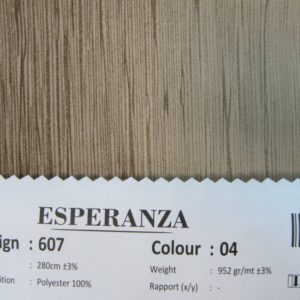 ESPERANZA
ign : 607 Colour : 04
: 280cm ±3% Weight : 952 gr/mt ±3%
ition : Polyester 100% Rapport (x/y) : -